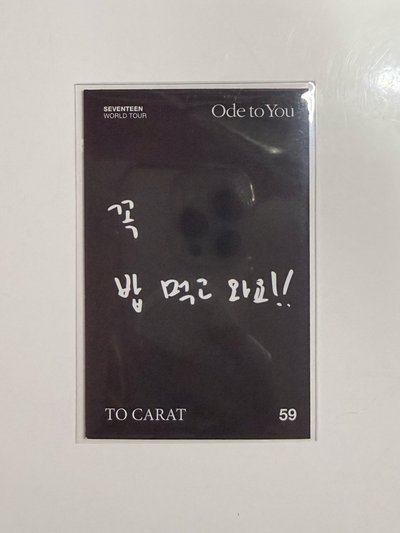 SEVENTEEN
WORLD TOUR
Ode to You
꼭
밥 먹고 와요!!
TO CARAT
59